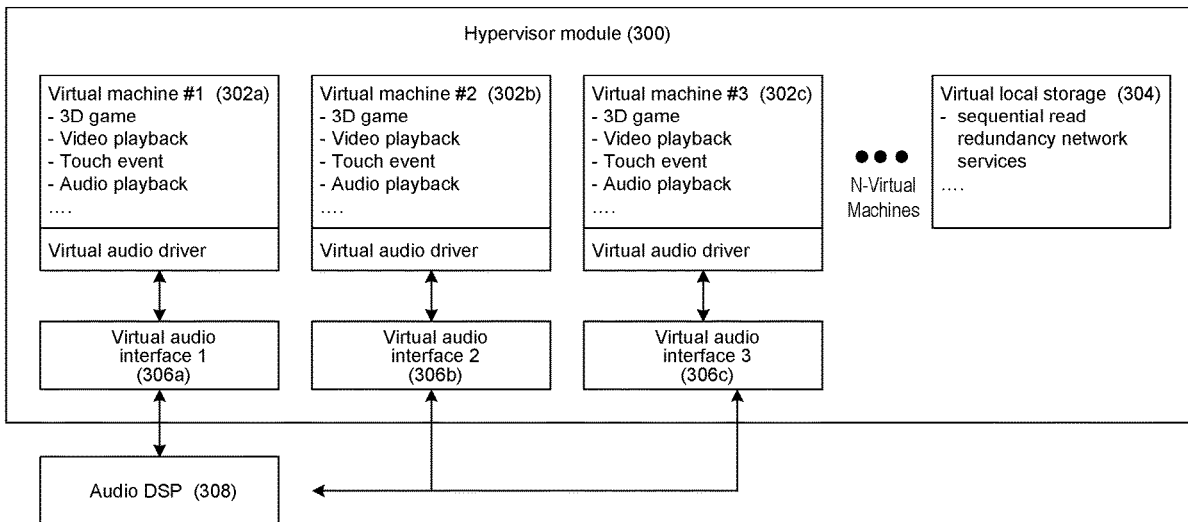 Hypervisor module (300)
Virtual machine #1 (302a)
- 3D game
- Video playback
- Touch event
- Audio playback
....
Virtual audio driver
Virtual machine #2 (302b)
- 3D game
- Video playback
- Touch event
- Audio playback
....
Virtual audio driver
Virtual machine #3 (302c)
- 3D game
- Video playback
- Touch event
- Audio playback
....
Virtual audio driver
N-Virtual
Machines
Virtual local storage (304)
- sequential read
redundancy network
services
....
Virtual audio
interface 1
(306a)
Virtual audio
interface 2
(306b)
Virtual audio
interface 3
(306c)
Audio DSP (308)